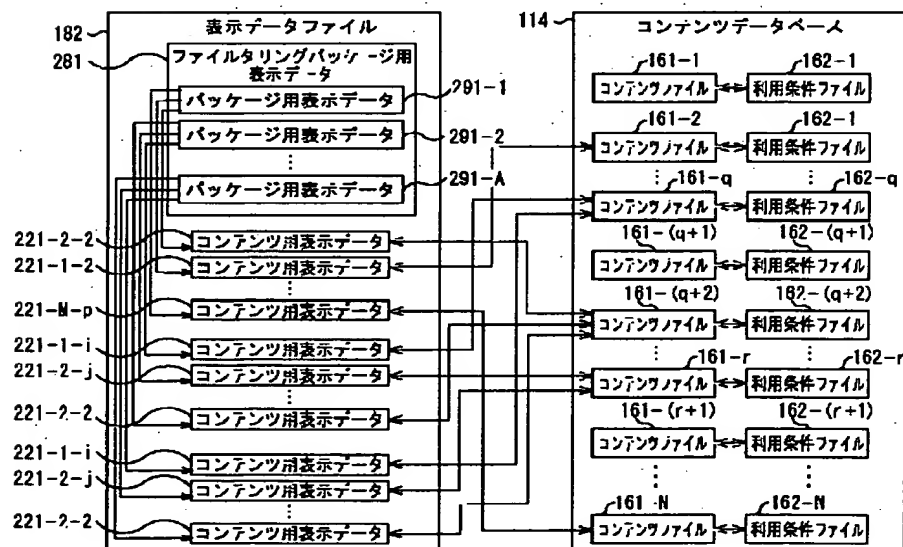 182
表示データファイル
281
ファイルタリングパッケージ用
表示データ
パッケージ用表示データ
291-1
パッケージ用表示データ
291-2
パッケージ用表示データ
291-A
221-2-2
コンテンツ用表示データ
221-1-2
コンテンツ用表示データ
221-M-p
コンテンツ用表示データ
221-1-i
コンテンツ用表示データ
221-2-j
コンテンツ用表示データ
221-2-2
コンテンツ用表示データ
221-1-i
コンテンツ用表示データ
221-2-j
コンテンツ用表示データ
221-2-2
コンテンツ用表示データ
114
コンテンツデータベース
161-1
162-1
コンテンツファイル
利用条件ファイル
161-2
162-1
コンテンツファイル
利用条件ファイル
161-q
162-q
コンテンツファイル
利用条件ファイル
161-(q+1)
162-(q+1)
コンテンツファイル
利用条件ファイル
161-(q+2)
162-(q+2)
コンテンツファイル
利用条件ファイル
161-r
162-r
コンテンツファイル
利用条件ファイル
161-(r+1)
162-(r+1)
コンテンツファイル
利用条件ファイル
161-N
162-N
コンテンツファイル
利用条件ファイル